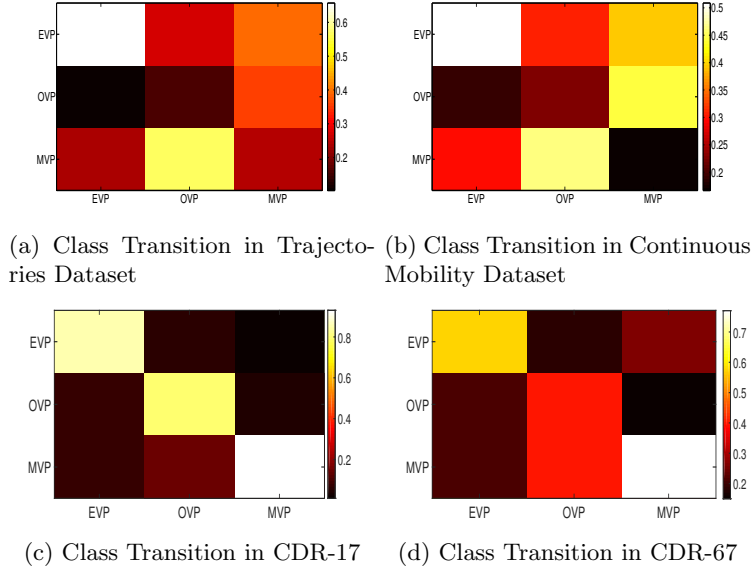 EVP
OVP
MVP
EVP OVP MVP
0.6
0.5
0.4
0.3
0.2
EVP
OVP
MVP
EVP OVP MVP
0.5
0.45
0.4
0.35
0.3
0.25
0.2
(a) Class Transition in Trajecto-
ries Dataset
(b) Class Transition in Continuous
Mobility Dataset
EVP
OVP
MVP
EVP OVP MVP
0.8
0.6
0.4
0.2
EVP
OVP
MVP
EVP OVP MVP
0.7
0.6
0.5
0.4
0.3
0.2
(c) Class Transition in CDR-17
(d) Class Transition in CDR-67